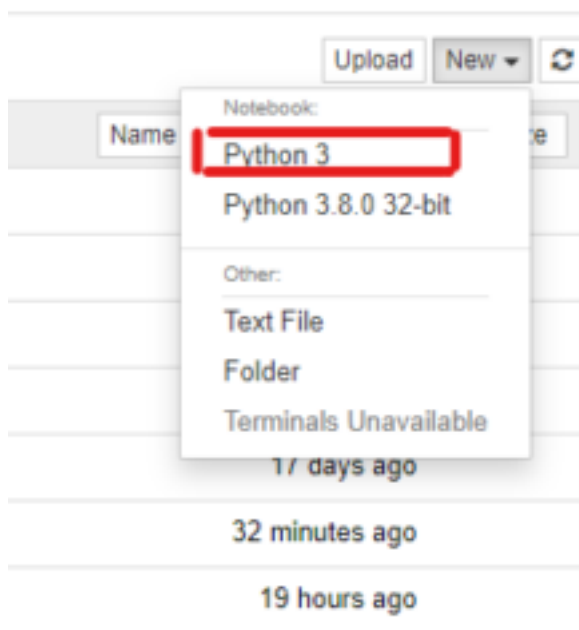 Upload New
Notebook:
Name
Python 3
Python 3.8.0 32-bit
Other:
Text File
Folder
Terminals Unavailable
17 days ago
32 minutes ago
19 hours ago